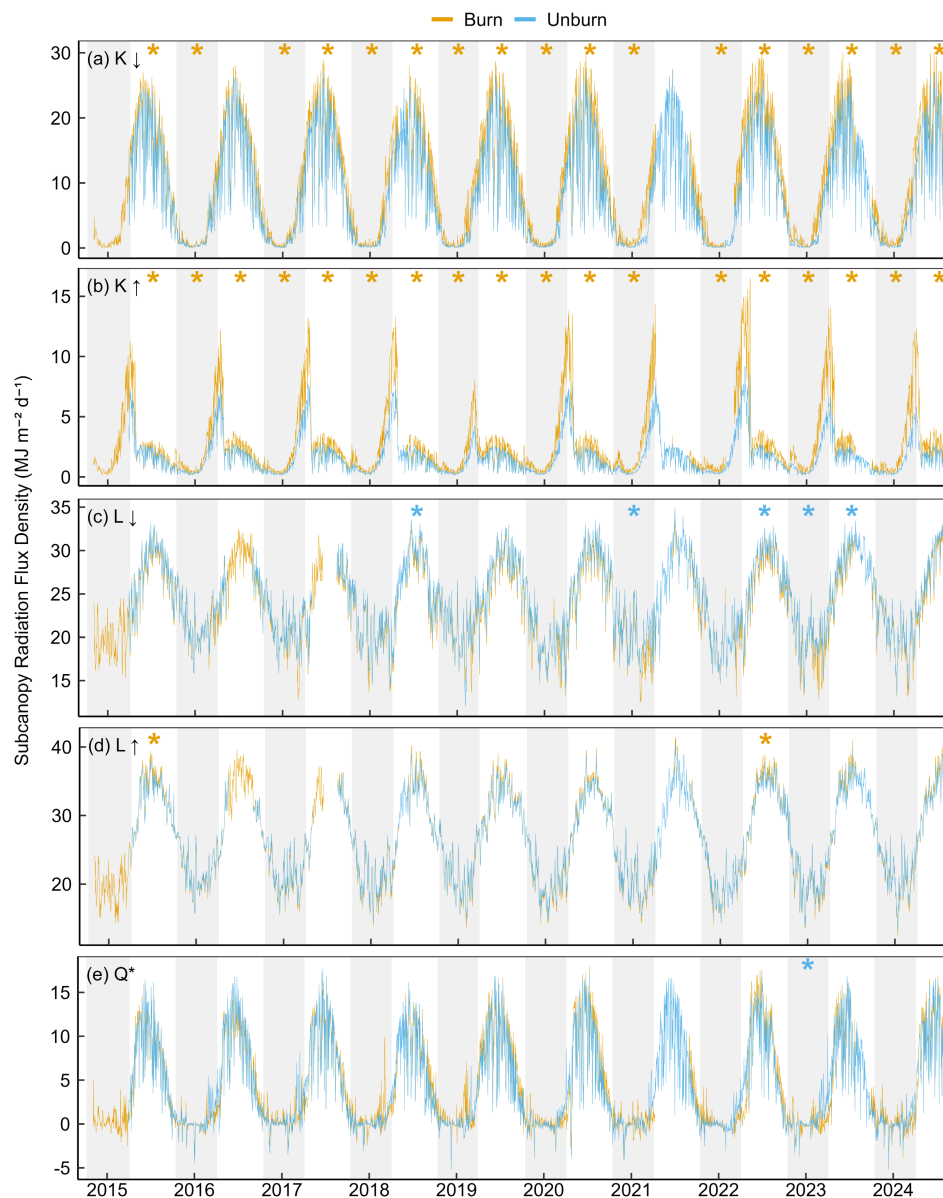 Burn Unburn
Subcanopy Radiation Flux Density (MJ m⁻² d⁻¹)
(a) K ↓
* * * * * * * * * * * * * * * * *
30
20
10
0
(b) K ↑
* * * * * * * * * * * * * * * * * * *
15
10
5
0
(c) L ↓
* * * * *
35
30
25
20
15
(d) L ↑
* *
40
30
20
(e) Q*
*
15
10
5
0
-5
2015 2016 2017 2018 2019 2020 2021 2022 2023 2024